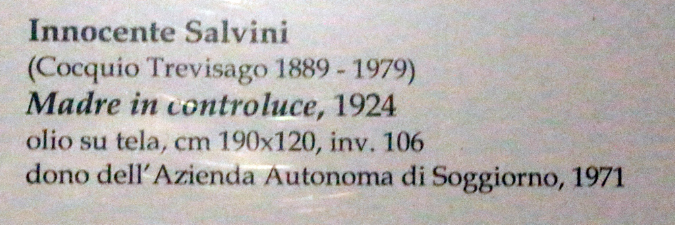 Innocente Salvini
(Cocquio Trevisago 1889 - 1979)
Madre in controluce, 1924
olio su tela, cm 190x120, inv. 106
dono dell'Azienda Autonoma di Soggiorno, 1971